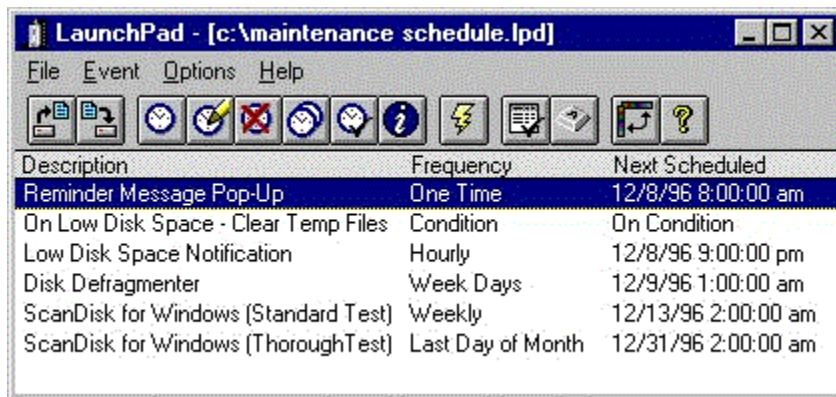 LaunchPad - [c:\maintenance schedule.lpd]
File Event Options Help
Description Frequency Next Scheduled
Reminder Message Pop-Up One Time 12/8/96 8:00:00 am
On Low Disk Space - Clear Temp Files Condition On Condition
Low Disk Space Notification Hourly 12/8/96 9:00:00 pm
Disk Defragmenter Week Days 12/9/96 1:00:00 am
ScanDisk for Windows (Standard Test) Weekly 12/13/96 2:00:00 am
ScanDisk for Windows (ThoroughTest) Last Day of Month 12/31/96 2:00:00 am